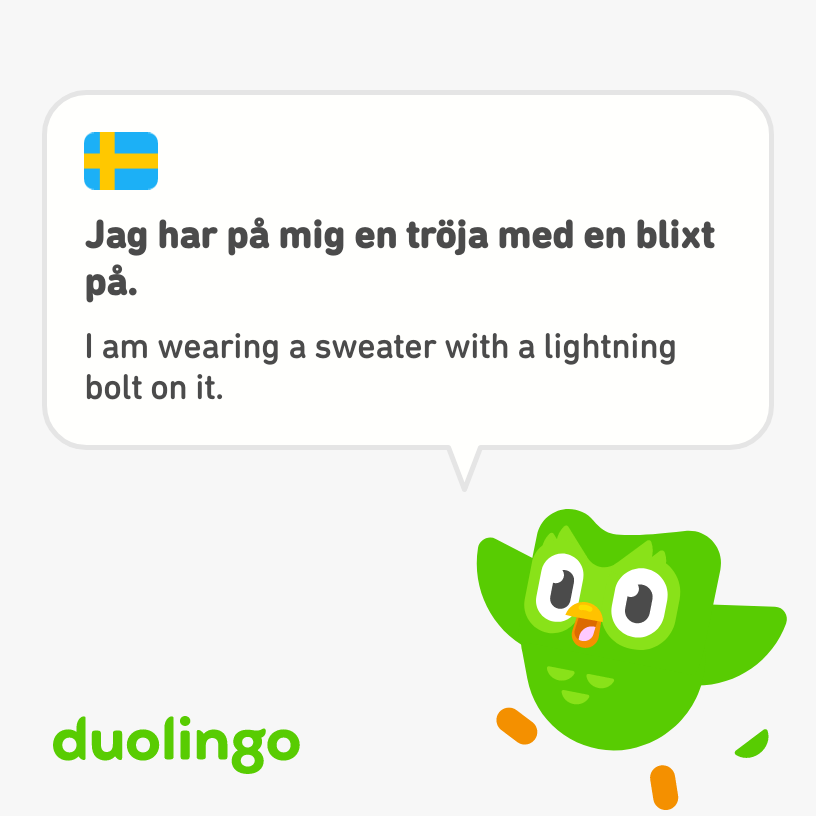 Jag har på mig en tröja med en blixt
på.
I am wearing a sweater with a lightning
bolt on it.
duolingo